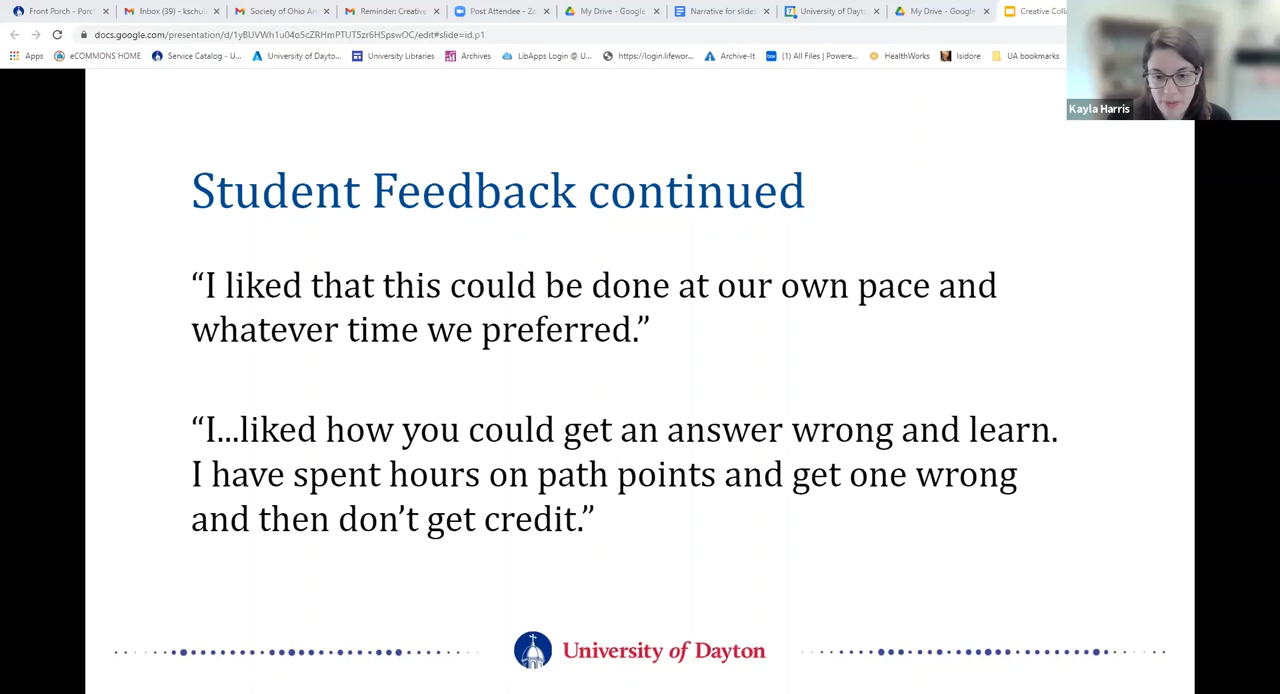 Front Porch - Porc
Inbox (39) - kschul
Society of Ohio Ar
Reminder: Creative
Post Attendee - Zo
My Drive - Google
Narrative for slides
University of Dayt
My Drive - Google
Creative Coll
docs.google.com/presentation/d/1yBUVWh1u04o5cZRHmPTUT5zr6HSpswOC/edit#slide=id.p1
Apps
eCOMMONS HOME
Service Catalog - U...
University of Dayto...
University Libraries
Archives
LibApps Login @ U...
https://login.lifewor...
Archive-It
(1) All Files | Powere...
HealthWorks
Isidore
UA bookmarks
Kayla Harris
Student Feedback continued
“I liked that this could be done at our own pace and
whatever time we preferred.”
“I...liked how you could get an answer wrong and learn.
I have spent hours on path points and get one wrong
and then don’t get credit.”
University of Dayton